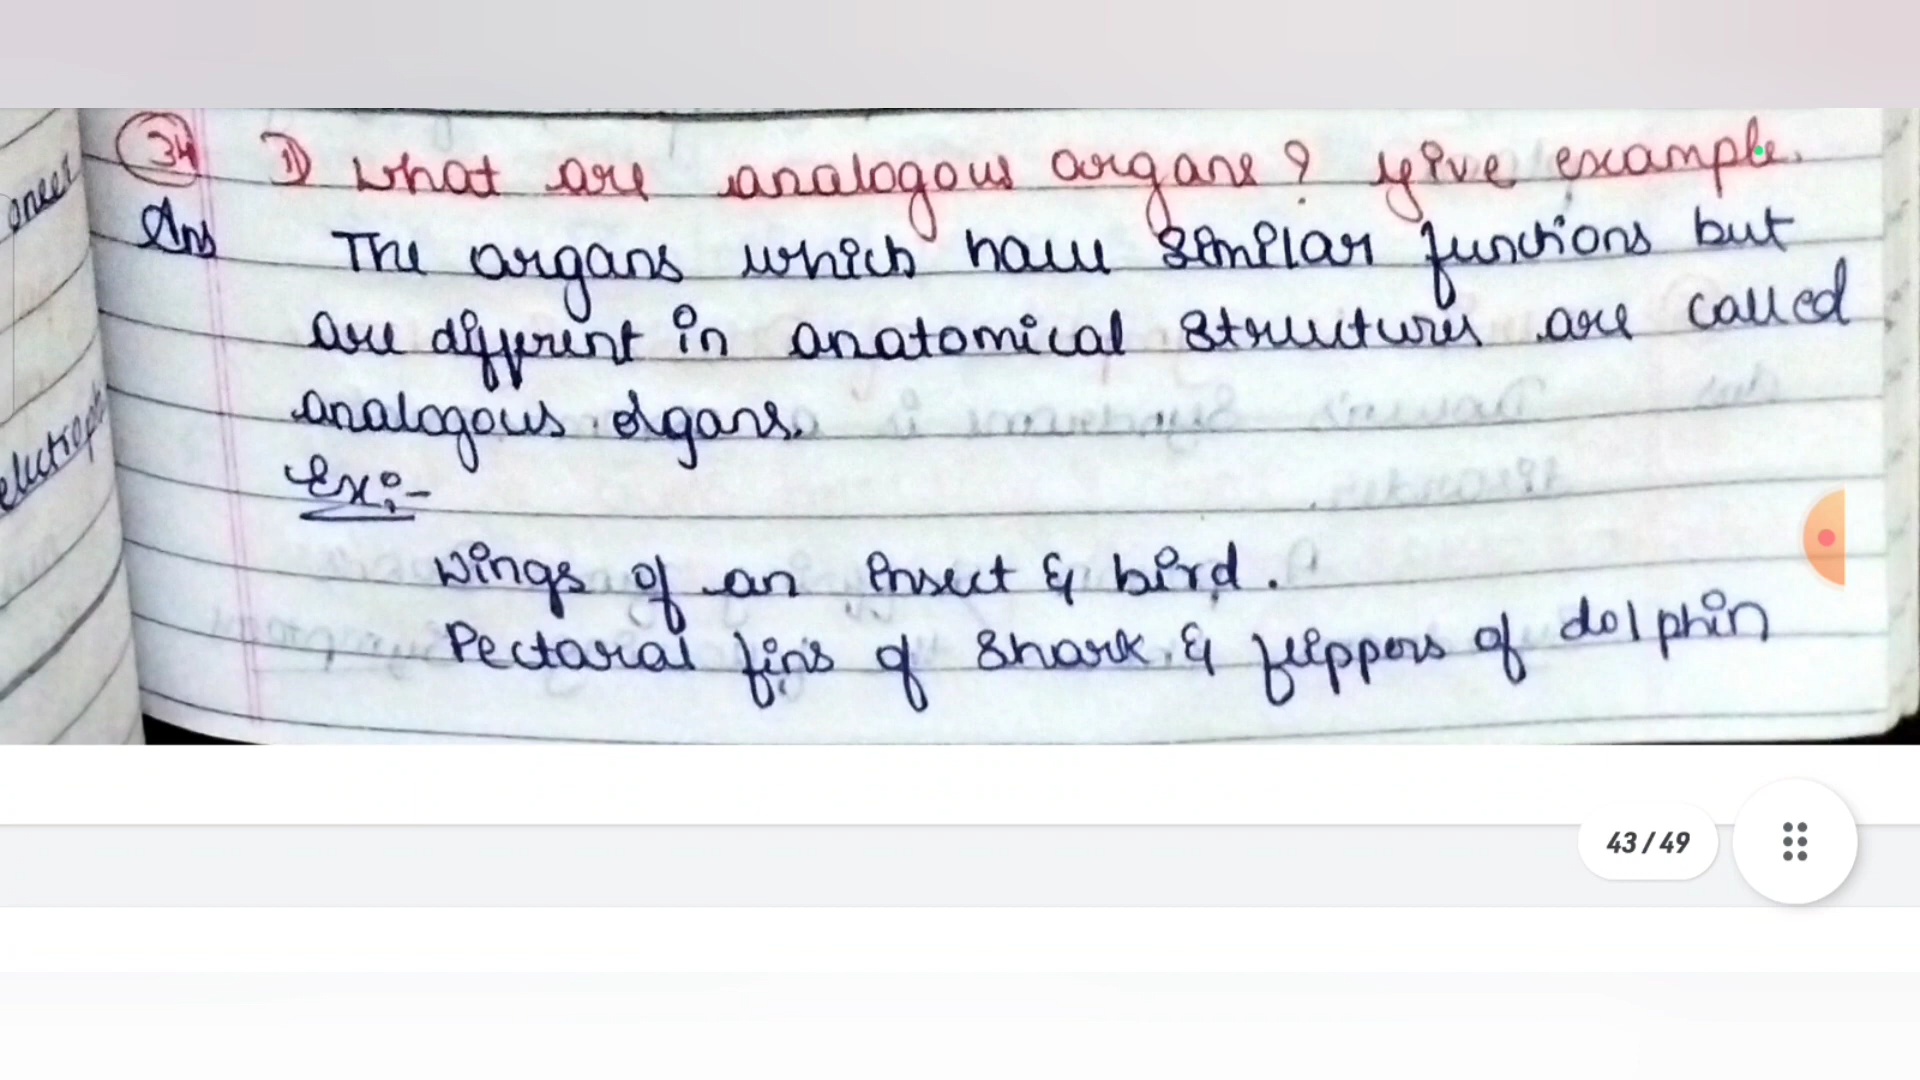 34 1) What are analogous organs? give example.
Ans The organs which have similar functions but
are different in anatomical structures are called
analogous organs.
Ex:-
Wings of an insect & bird.
Pectaral fins of shark & flippers of dolphin
43 / 49